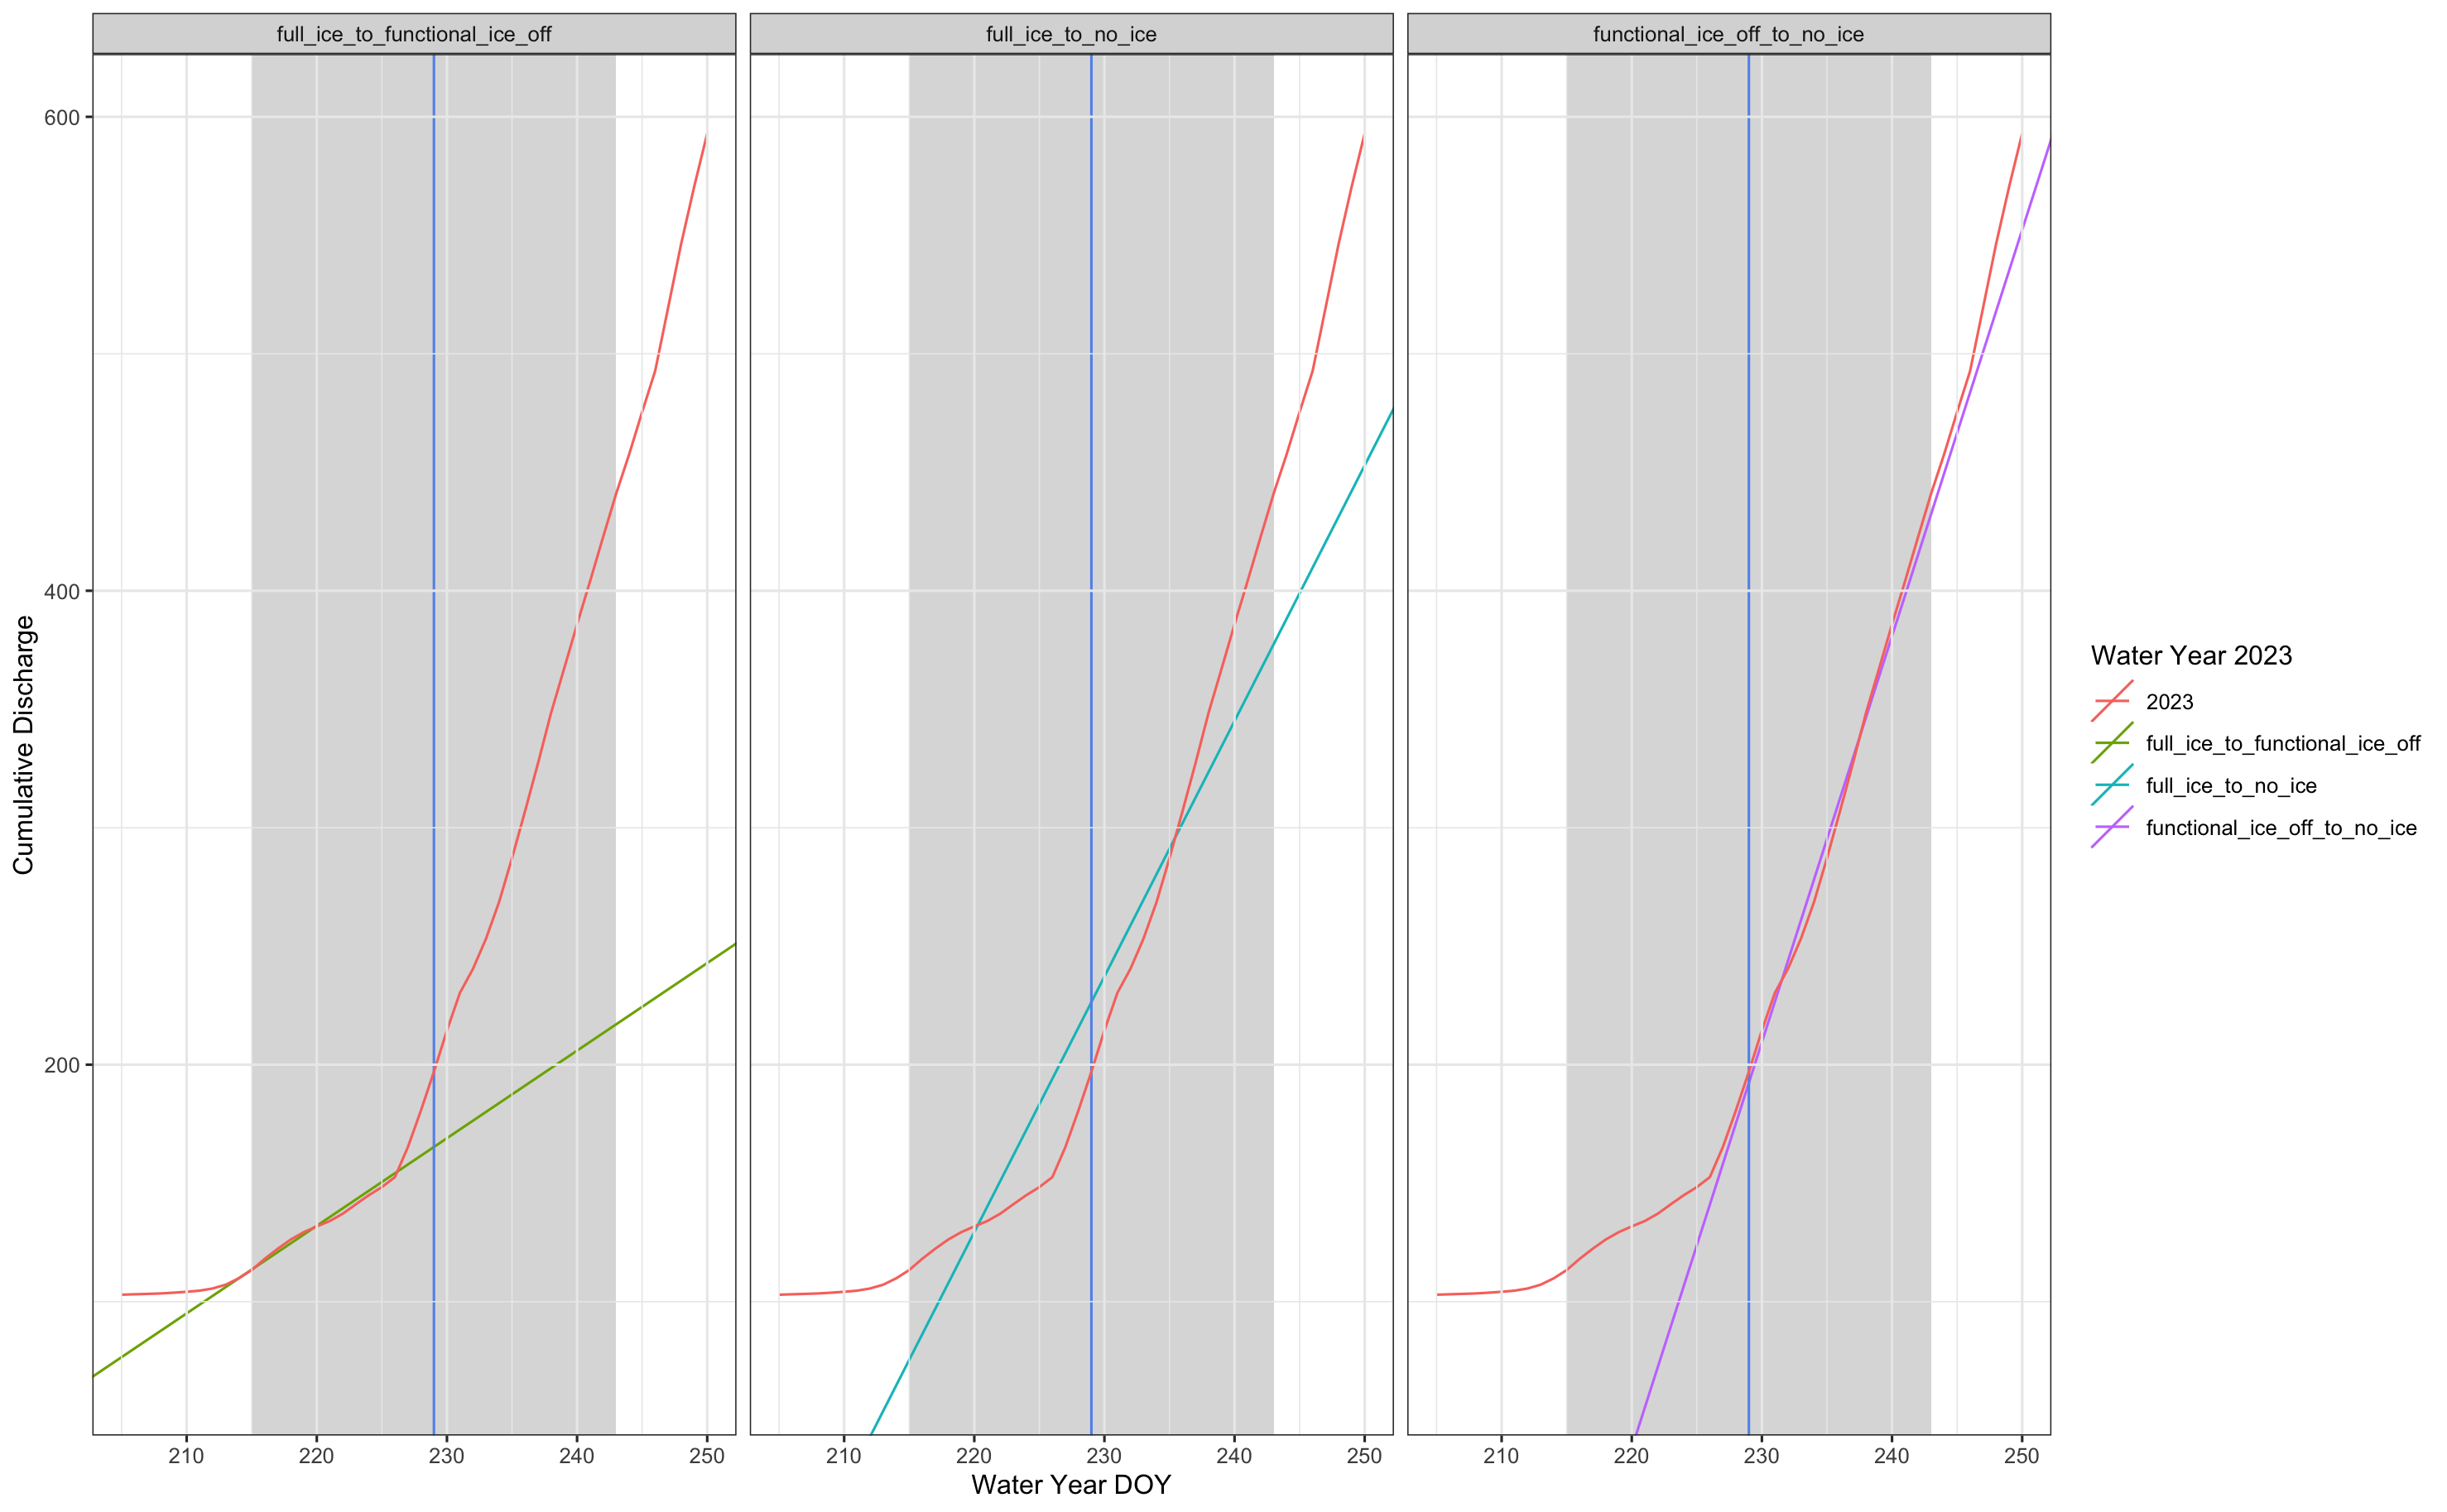 full_ice_to_functional_ice_off
full_ice_to_no_ice
functional_ice_off_to_no_ice
600
400
200
Cumulative Discharge
210 220 230 240 250
210 220 230 240 250
210 220 230 240 250
Water Year DOY
Water Year 2023
2023
full_ice_to_functional_ice_off
full_ice_to_no_ice
functional_ice_off_to_no_ice